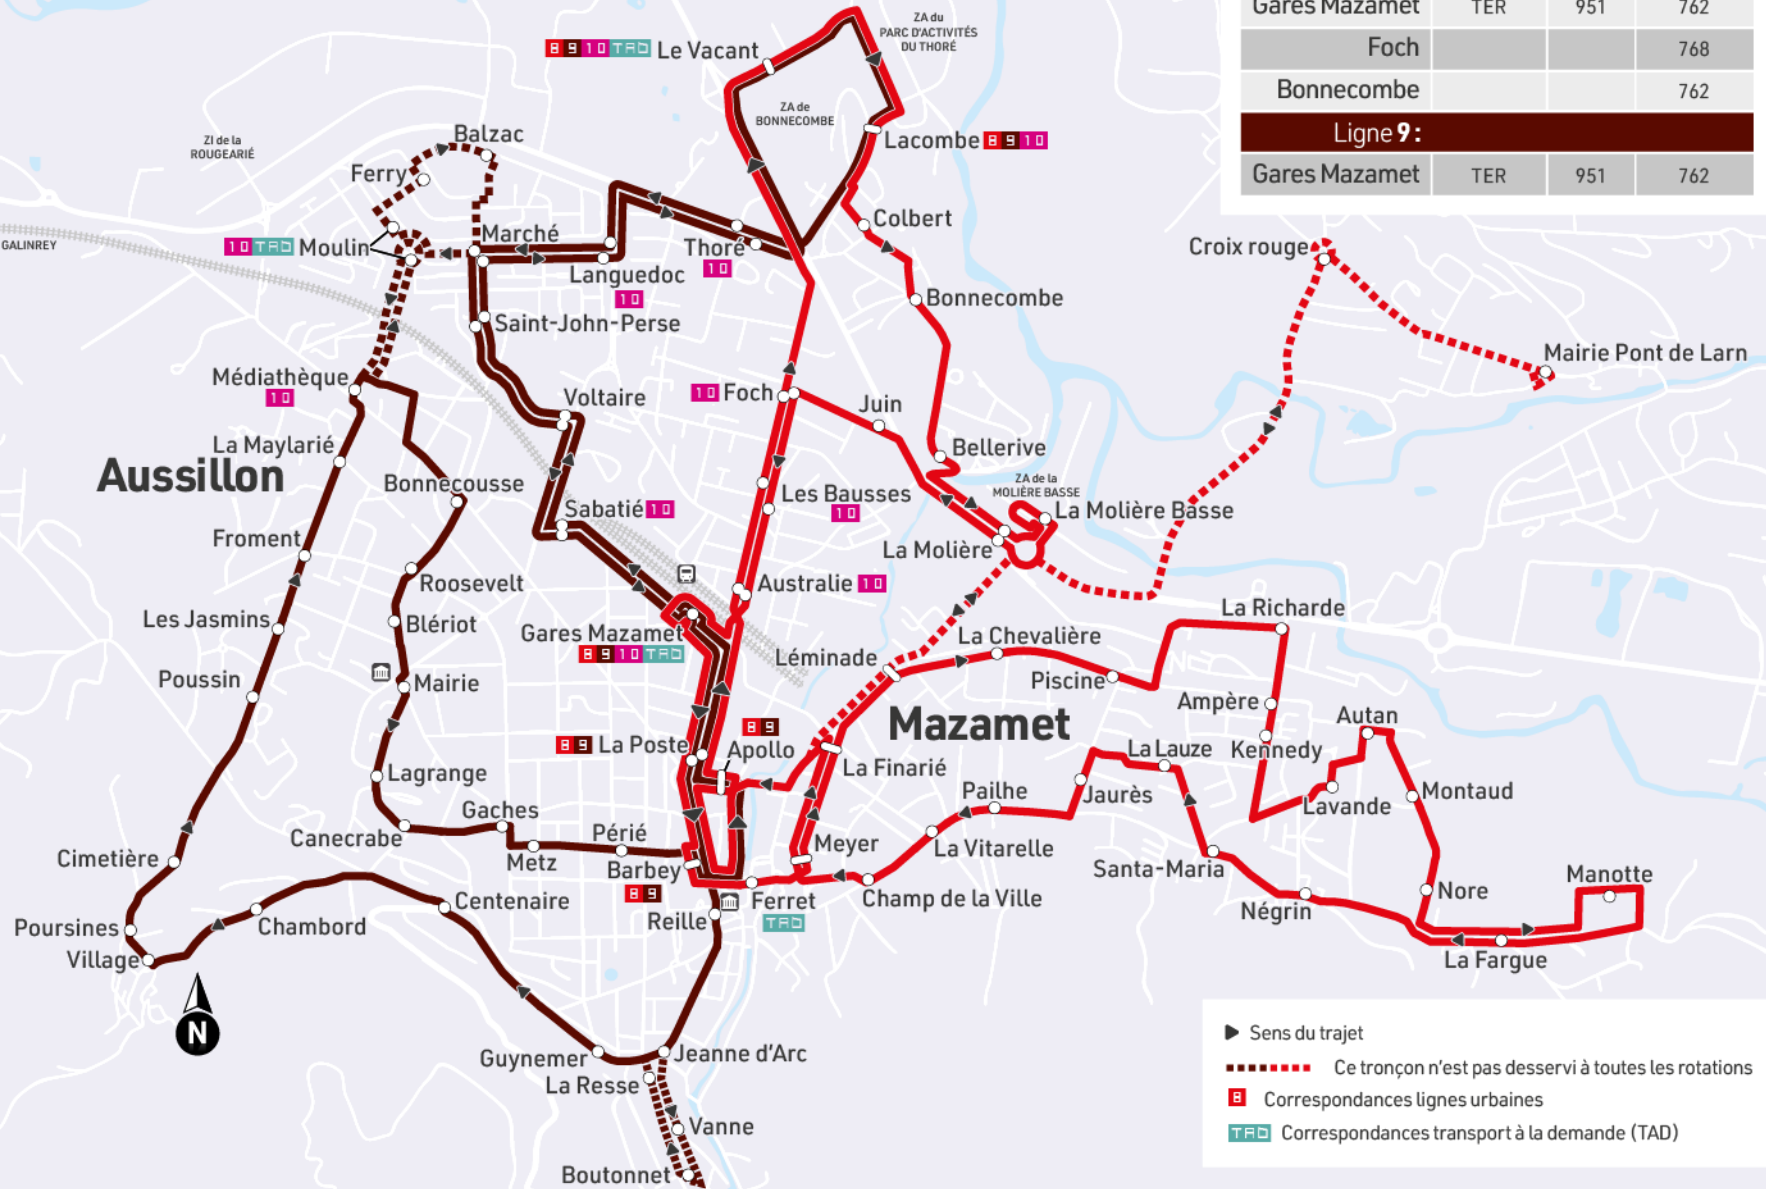 Gares Mazamet TER 951 762
Foch 768
Bonnecombe 762
Ligne 9 :
Gares Mazamet TER 951 762
ZA du
PARC D'ACTIVITÉS
DU THORÉ
8 9 10 TAD Le Vacant
ZA de
BONNECOMBE
ZI de la
ROUGEARIÉ
Balzac
Lacombe 8 9 10
Ferry
Colbert
GALINREY
10 TAD Moulin
Marché
Thoré
10
Languedoc
10
Croix rouge
Bonnecombe
Saint-John-Perse
Mairie Pont de Larn
Médiathèque
10
10 Foch
Voltaire
Juin
La Maylarié
Bellerive
Aussillon
Bonnecousse
ZA de la
MOLIÈRE BASSE
Les Bausses
10
Sabatié 10
La Molière Basse
Froment
La Molière
Roosevelt
Australie 10
Les Jasmins
Blériot
La Richarde
Gares Mazamet
8 9 10 TAD
La Chevalière
Léminade
Poussin
Mairie
Piscine
Ampère
Mazamet
Autan
8 9
8 9 La Poste
Apollo
La Lauze
Kennedy
La Finarié
Lagrange
Pailhe
Jaurès
Lavande
Montaud
Gaches
Canecrabe
Périé
Meyer
La Vitarelle
Cimetière
Metz
Barbey
8 9
Santa-Maria
Manotte
Ferret
TAD
Champ de la Ville
Nore
Centenaire
Négrin
Reille
Poursines
Chambord
Village
La Fargue
N
Sens du trajet
Guynemer
Jeanne d'Arc
Ce tronçon n'est pas desservi à toutes les rotations
La Resse
8 Correspondances lignes urbaines
Vanne
TAD Correspondances transport à la demande (TAD)
Boutonnet